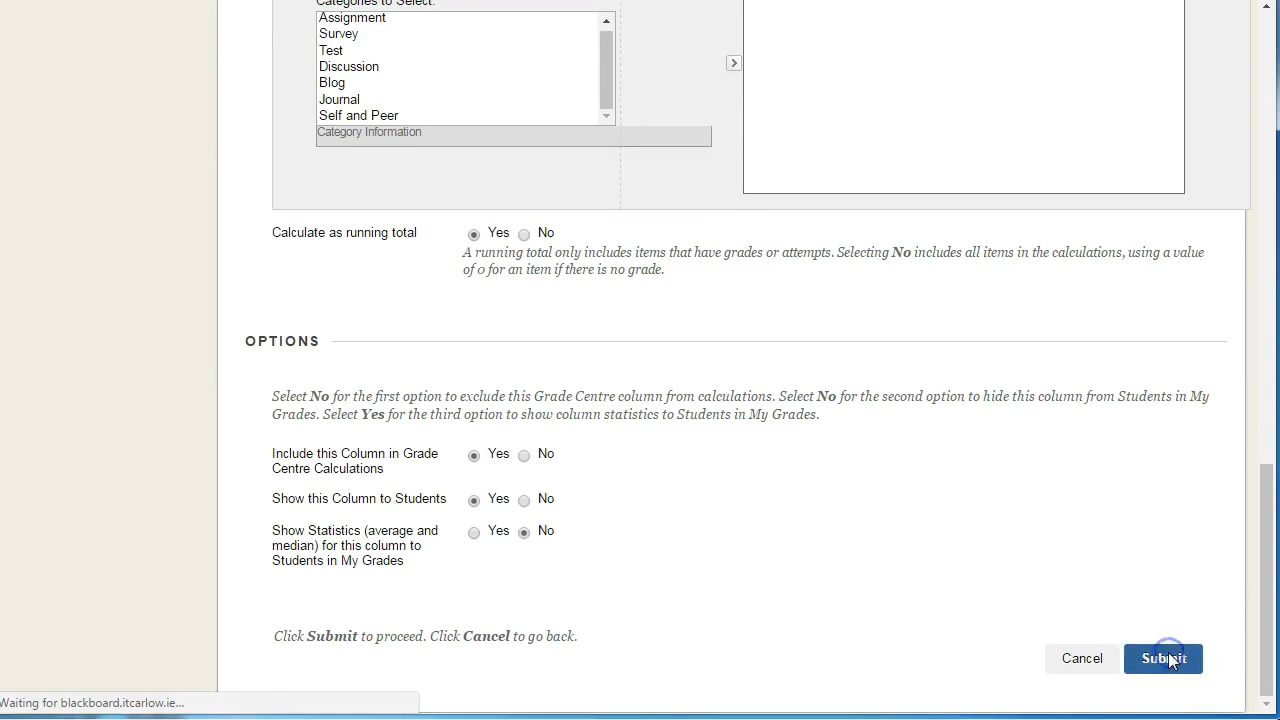 Categories to Select:
Assignment
Survey
Test
Discussion
Blog
Journal
Self and Peer
Category Information
Calculate as running total
Yes No
A running total only includes items that have grades or attempts. Selecting No includes all items in the calculations, using a value
of 0 for an item if there is no grade.
OPTIONS
Select No for the first option to exclude this Grade Centre column from calculations. Select No for the second option to hide this column from Students in My
Grades. Select Yes for the third option to show column statistics to Students in My Grades.
Include this Column in Grade
Centre Calculations
Yes No
Show this Column to Students
Yes No
Show Statistics (average and
median) for this column to
Students in My Grades
Yes No
Click Submit to proceed. Click Cancel to go back.
Cancel Submit
Waiting for blackboard.itcarlow.ie...